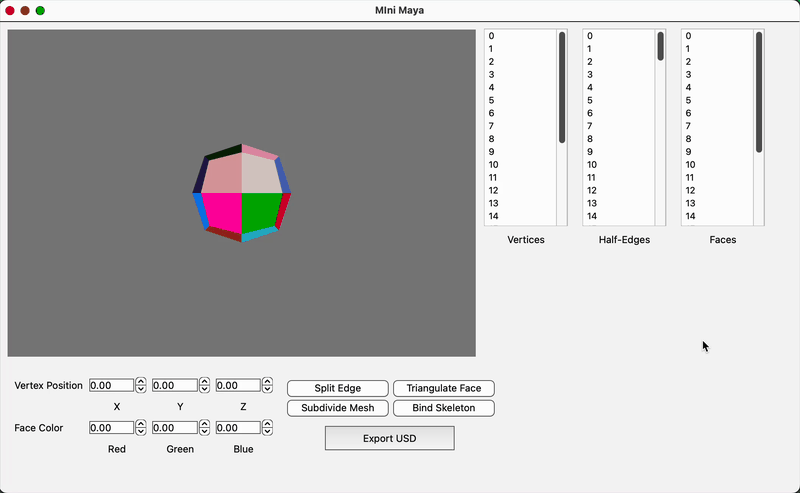 MIni Maya
0 0 0
1 1 1
2 2 2
3 3 3
4 4 4
5 5 5
6 6 6
7 7 7
8 8 8
9 9 9
10 10 10
11 11 11
12 12 12
13 13 13
14 14 14
Vertices Half-Edges Faces
Vertex Position 0.00 0.00 0.00 Split Edge Triangulate Face
X Y Z Subdivide Mesh Bind Skeleton
Face Color 0.00 0.00 0.00 Export USD
Red Green Blue